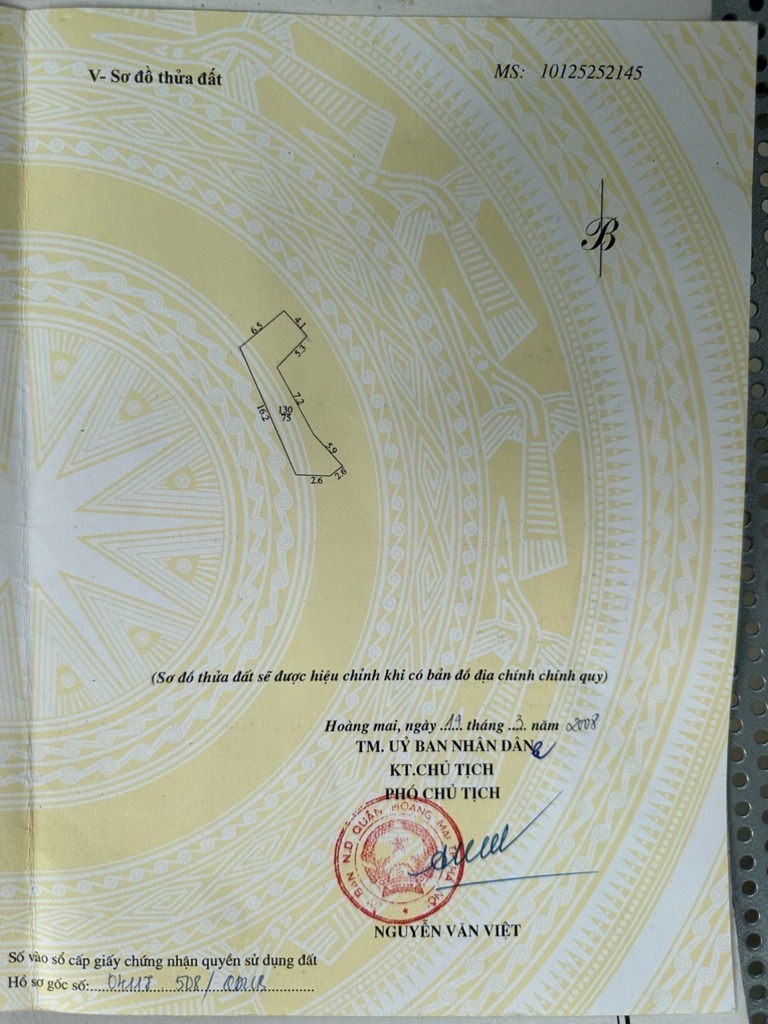 V- Sơ đồ thửa đất
MS: 10125252145
B
4.1
6.5
5.3
7.2
16.2
130
75
5.9
2.6
2.6
(Sơ đồ thửa đất sẽ được hiệu chỉnh khi có bản đồ địa chính chính quy)
Hoàng mai, ngày .19. tháng ..3. năm 2008
TM. UỶ BAN NHÂN DÂN
KT.CHỦ TỊCH
PHÓ CHỦ TỊCH
BAN N.D QUẬN HOÀNG MAI
NGUYỄN VĂN VIỆT
Số vào sổ cấp giấy chứng nhận quyền sử dụng đất
Hồ sơ gốc số: